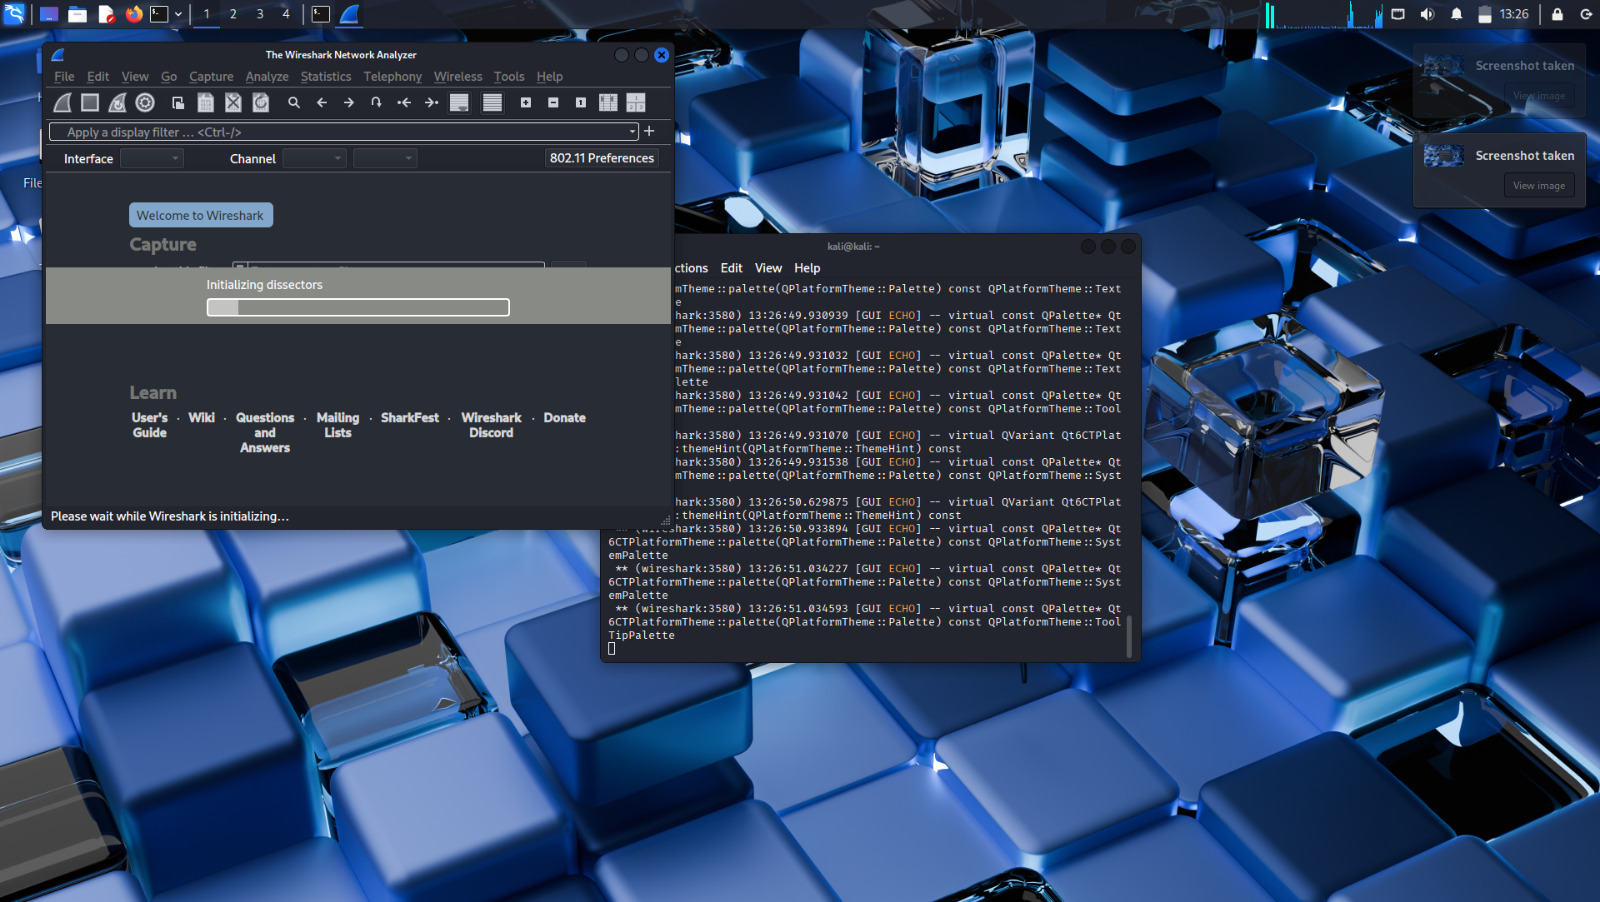 1 2 3 4
13:26
The Wireshark Network Analyzer
File Edit View Go Capture Analyze Statistics Telephony Wireless Tools Help
Apply a display filter … <Ctrl-/>
Interface Channel 802.11 Preferences
File
Welcome to Wireshark
Capture
Initializing dissectors
Learn
User's Guide · Wiki · Questions and Answers · Mailing Lists · SharkFest · Wireshark Discord · Donate
Please wait while Wireshark is initializing…
kali@kali: ~
ctions Edit View Help
mTheme::palette(QPlatformTheme::Palette) const QPlatformTheme::Text
e
hark:3580) 13:26:49.930939 [GUI ECHO] -- virtual const QPalette* Qt
mTheme::palette(QPlatformTheme::Palette) const QPlatformTheme::Text
e
hark:3580) 13:26:49.931032 [GUI ECHO] -- virtual const QPalette* Qt
mTheme::palette(QPlatformTheme::Palette) const QPlatformTheme::Text
lette
hark:3580) 13:26:49.931042 [GUI ECHO] -- virtual const QPalette* Qt
mTheme::palette(QPlatformTheme::Palette) const QPlatformTheme::Tool
hark:3580) 13:26:49.931070 [GUI ECHO] -- virtual QVariant Qt6CTPlat
:themeHint(QPlatformTheme::ThemeHint) const
hark:3580) 13:26:49.931538 [GUI ECHO] -- virtual const QPalette* Qt
mTheme::palette(QPlatformTheme::Palette) const QPlatformTheme::Syst
hark:3580) 13:26:50.629875 [GUI ECHO] -- virtual QVariant Qt6CTPlat
:themeHint(QPlatformTheme::ThemeHint) const
** (wireshark:3580) 13:26:50.933894 [GUI ECHO] -- virtual const QPalette* Qt
6CTPlatformTheme::palette(QPlatformTheme::Palette) const QPlatformTheme::Syst
emPalette
** (wireshark:3580) 13:26:51.034227 [GUI ECHO] -- virtual const QPalette* Qt
6CTPlatformTheme::palette(QPlatformTheme::Palette) const QPlatformTheme::Syst
emPalette
** (wireshark:3580) 13:26:51.034593 [GUI ECHO] -- virtual const QPalette* Qt
6CTPlatformTheme::palette(QPlatformTheme::Palette) const QPlatformTheme::Tool
TipPalette
Screenshot taken
View image
Screenshot taken
View image